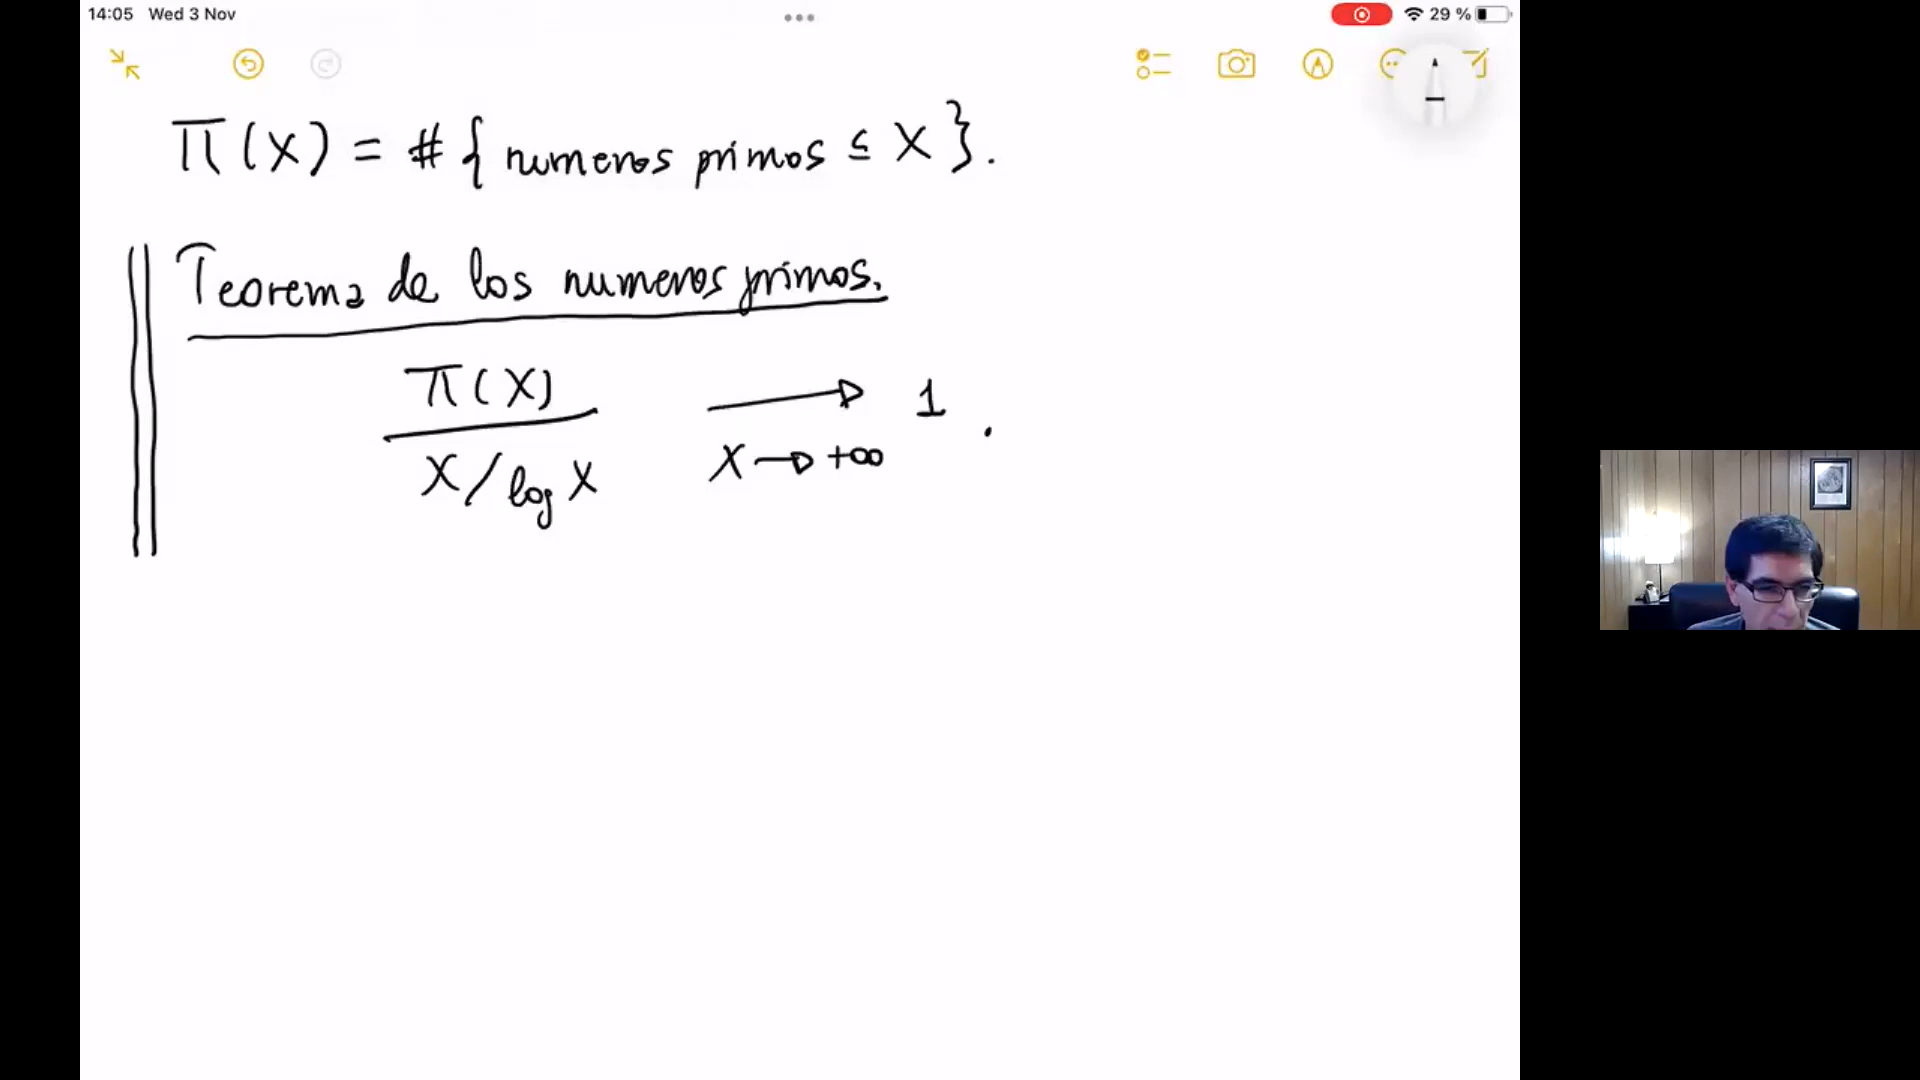 14:05 Wed 3 Nov
29 %
π(X) = # { numeros primos ≤ X }.
Teorema de los numeros primos.
π(X)
X / log X
→ 1.
X → +∞